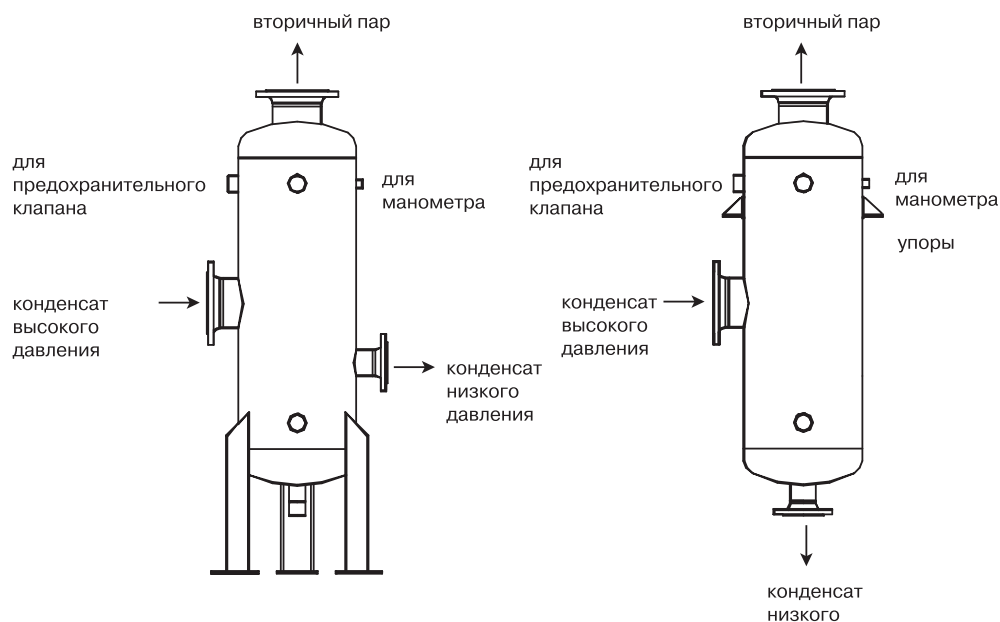 вторичный пар
для
предохранительного
клапана
для
манометра
конденсат
высокого
давления
конденсат
низкого
давления
вторичный пар
для
предохранительного
клапана
для
манометра
упоры
конденсат
высокого
давления
конденсат
низкого